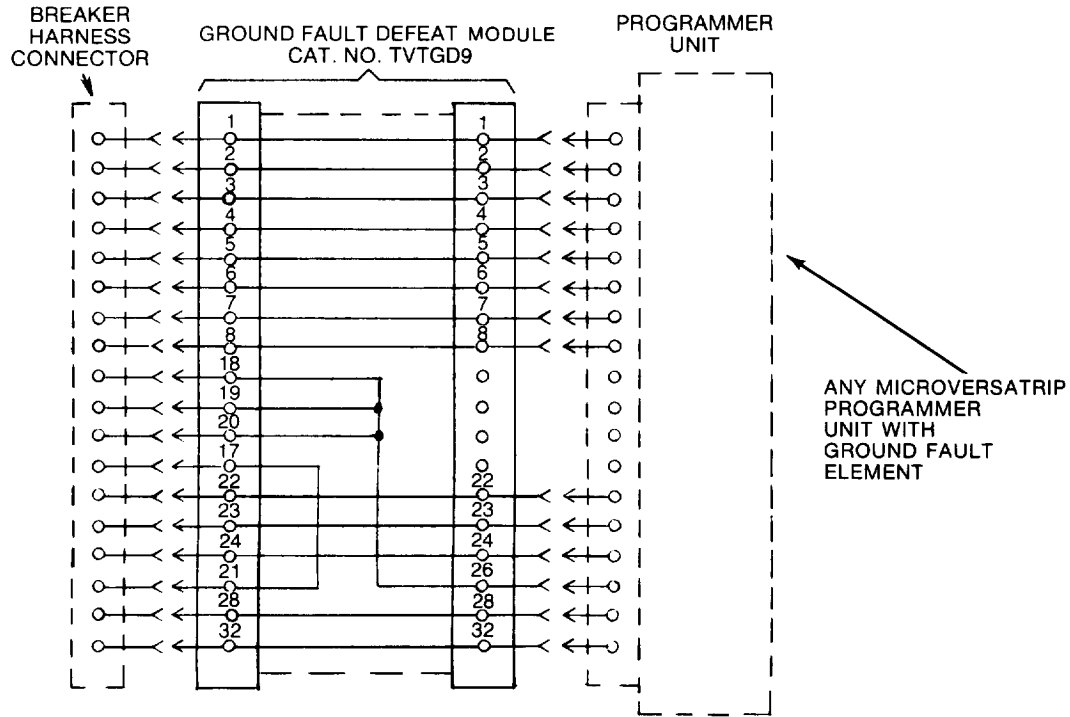 BREAKER
HARNESS
CONNECTOR
GROUND FAULT DEFEAT MODULE
CAT. NO. TVTGD9
PROGRAMMER
UNIT
1 1
2 2
3 3
4 4
5 5
6 6
7 7
8 8
18
19
20
17
22 22
23 23
24 24
21 26
28 28
32 32
ANY MICROVERSATRIP
PROGRAMMER
UNIT WITH
GROUND FAULT
ELEMENT